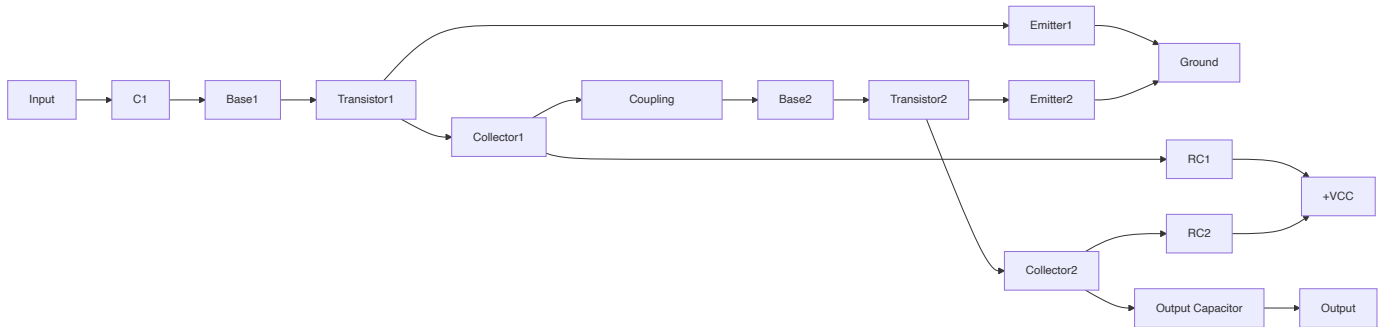 Emitter1
Ground
Input
C1
Base1
Transistor1
Coupling
Base2
Transistor2
Emitter2
Collector1
RC1
+VCC
RC2
Collector2
Output Capacitor
Output